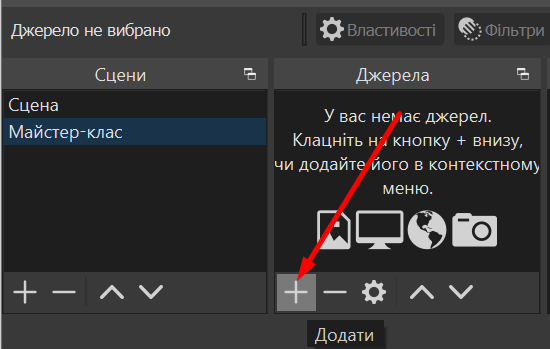 Джерело не вибрано
Властивості
Фільтри
Сцени
Джерела
Сцена
Майстер-клас
У вас немає джерел.
Клацніть на кнопку + внизу,
чи додайте його в контекстному
меню.
Додати